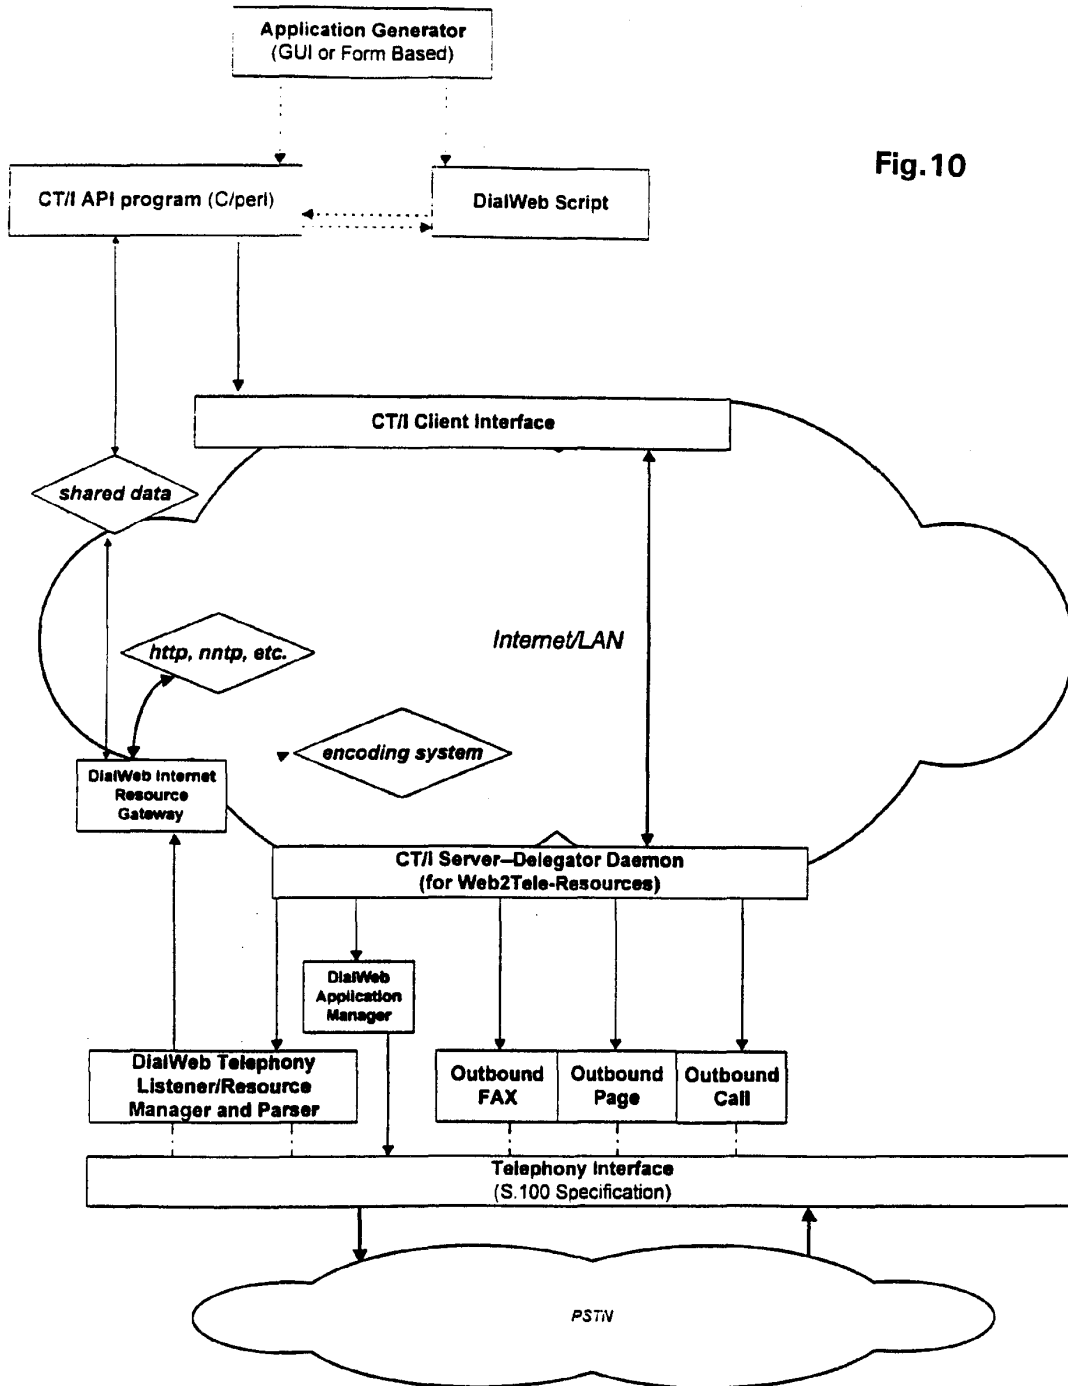 Application Generator
(GUI or Form Based)
Fig.10
CT/I API program (C/perl)
DialWeb Script
CT/I Client Interface
shared data
Internet/LAN
http, nntp, etc.
encoding system
DialWeb Internet
Resource
Gateway
CT/I Server–Delegator Daemon
(for Web2Tele-Resources)
DialWeb
Application
Manager
DialWeb Telephony
Listener/Resource
Manager and Parser
Outbound
FAX
Outbound
Page
Outbound
Call
Telephony Interface
(S.100 Specification)
PSTN